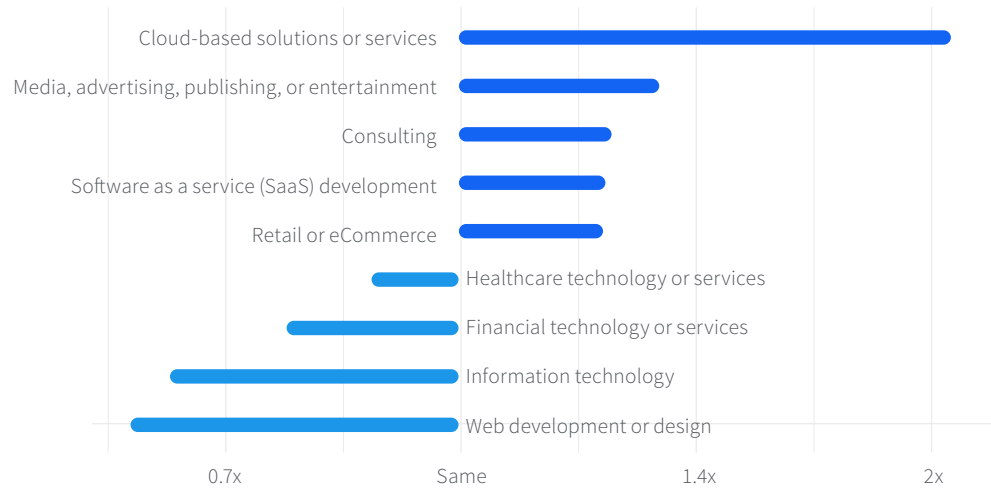 Cloud-based solutions or services
Media, advertising, publishing, or entertainment
Consulting
Software as a service (SaaS) development
Retail or eCommerce
Healthcare technology or services
Financial technology or services
Information technology
Web development or design
0.7x Same 1.4x 2x